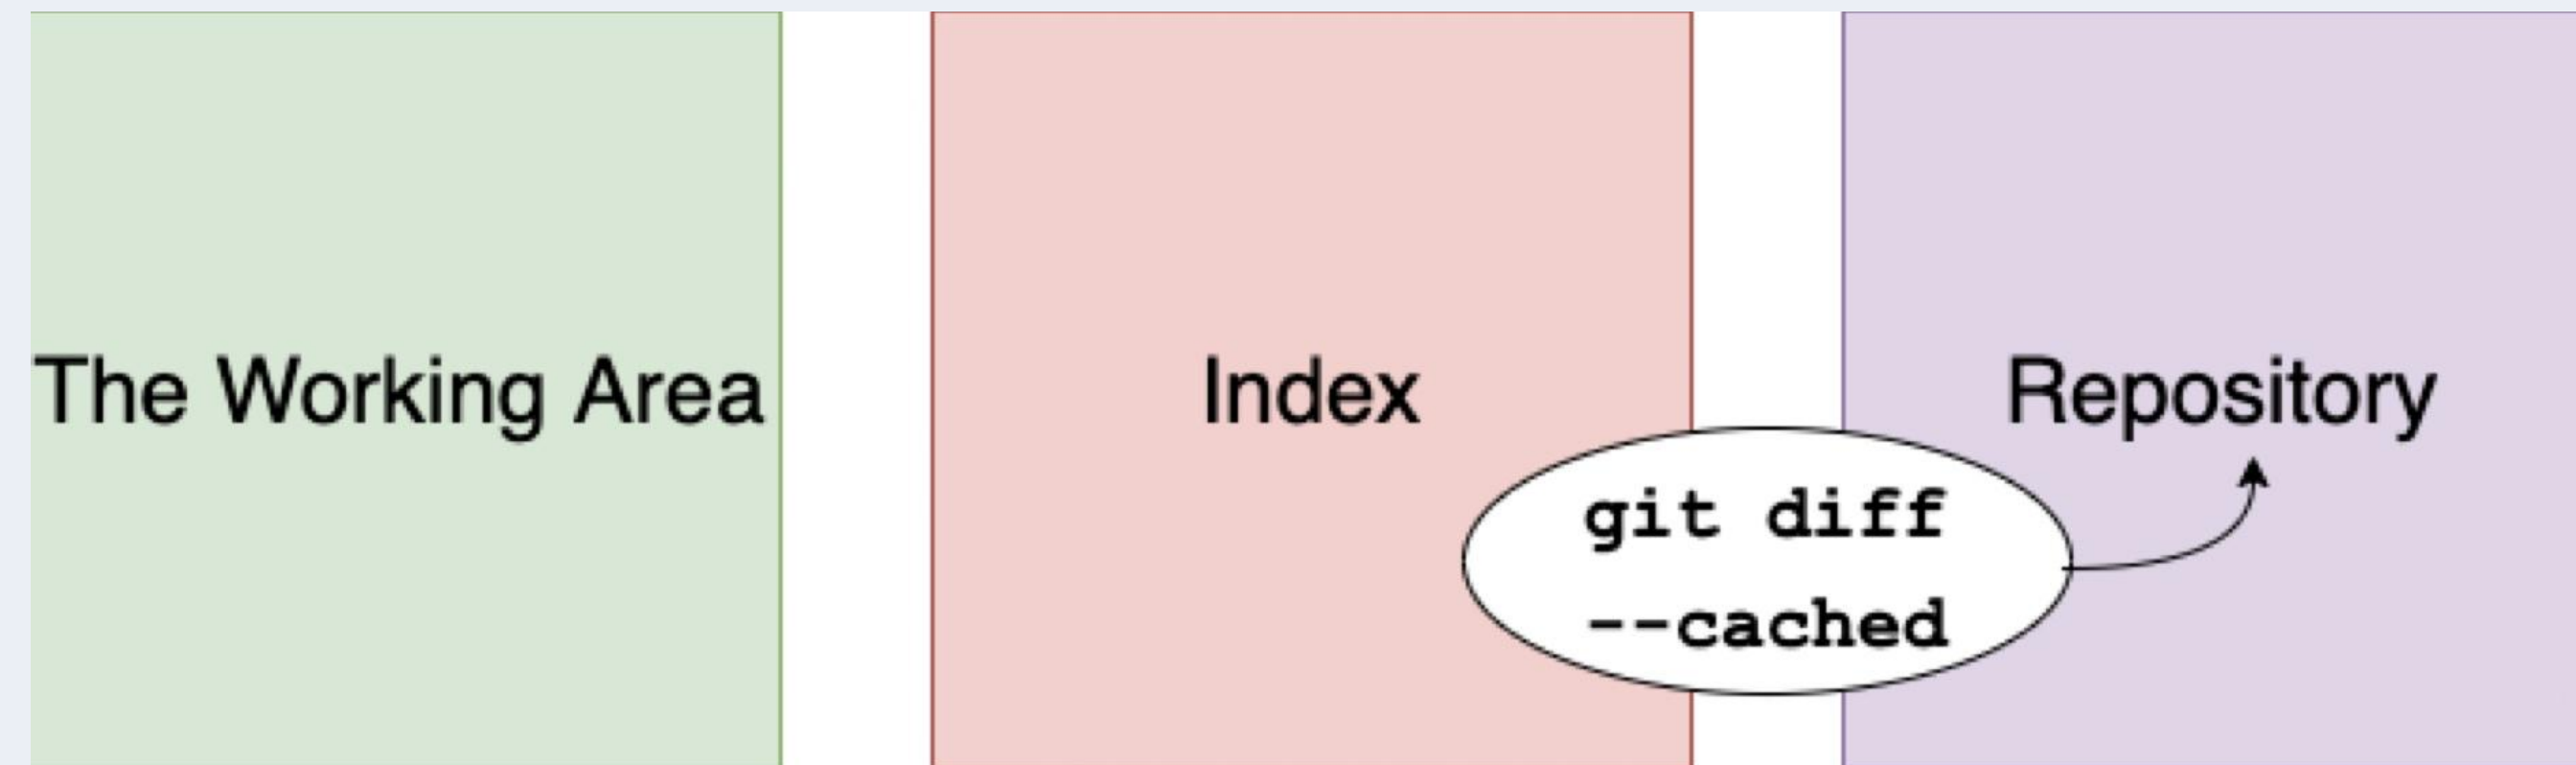 The Working Area
Index
Repository
git diff
--cached